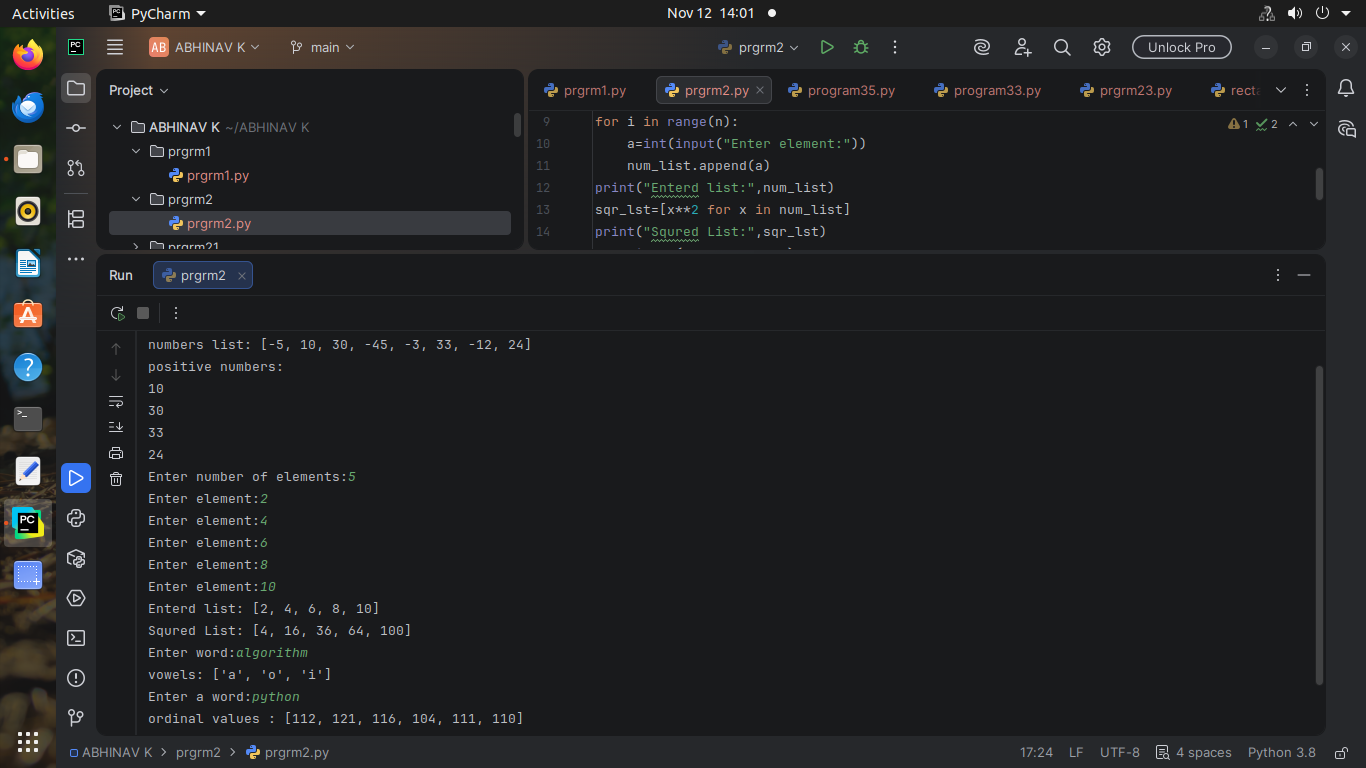 Activities PyCharm Nov 12 14:01
PC AB ABHINAV K main prgrm2 Unlock Pro
Project prgrm1.py prgrm2.py program35.py program33.py prgrm23.py recta
ABHINAV K ~/ABHINAV K
prgrm1
prgrm1.py
prgrm2
prgrm2.py
prgrm21
9 for i in range(n): 1 2
10 a=int(input("Enter element:"))
11 num_list.append(a)
12 print("Enterd list:",num_list)
13 sqr_lst=[x**2 for x in num_list]
14 print("Squred List:",sqr_lst)
Run prgrm2
numbers list: [-5, 10, 30, -45, -3, 33, -12, 24]
positive numbers:
10
30
33
24
Enter number of elements:5
Enter element:2
Enter element:4
Enter element:6
Enter element:8
Enter element:10
Enterd list: [2, 4, 6, 8, 10]
Squred List: [4, 16, 36, 64, 100]
Enter word:algorithm
vowels: ['a', 'o', 'i']
Enter a word:python
ordinal values : [112, 121, 116, 104, 111, 110]
PC
ABHINAV K prgrm2 prgrm2.py 17:24 LF UTF-8 4 spaces Python 3.8